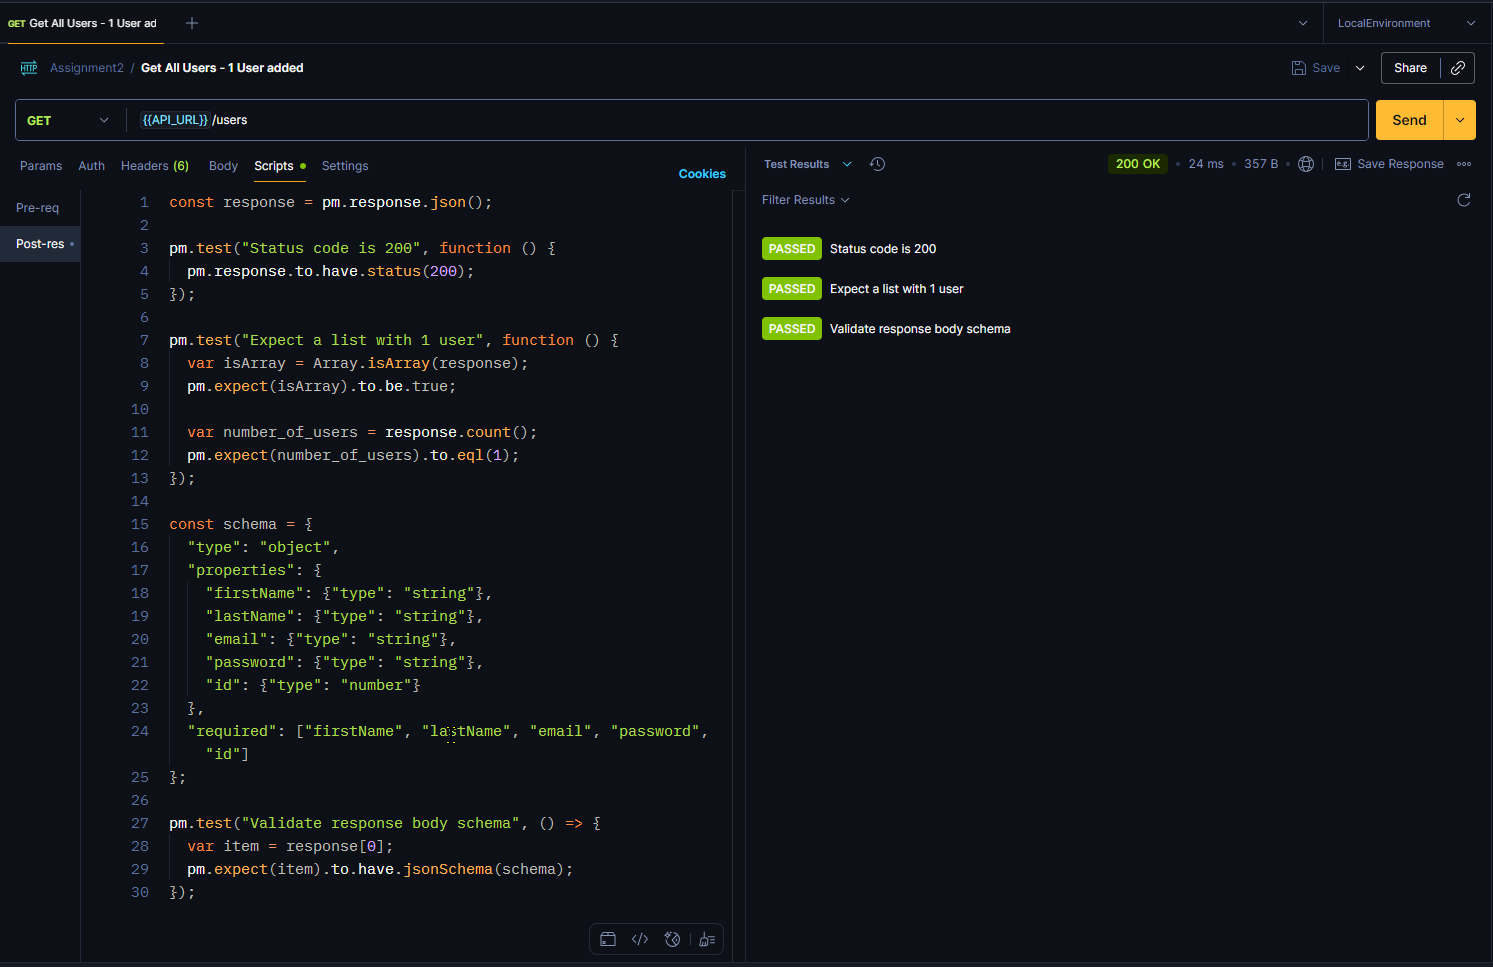 GET Get All Users - 1 User ad
LocalEnvironment
HTTP Assignment2 / Get All Users - 1 User added
Save
Share
GET
{{API_URL}} /users
Send
Params
Auth
Headers (6)
Body
Scripts
Settings
Cookies
Pre-req
Post-res
1 const response = pm.response.json();
2
3 pm.test("Status code is 200", function () {
4 pm.response.to.have.status(200);
5 });
6
7 pm.test("Expect a list with 1 user", function () {
8 var isArray = Array.isArray(response);
9 pm.expect(isArray).to.be.true;
10
11 var number_of_users = response.count();
12 pm.expect(number_of_users).to.eql(1);
13 });
14
15 const schema = {
16 "type": "object",
17 "properties": {
18 "firstName": {"type": "string"},
19 "lastName": {"type": "string"},
20 "email": {"type": "string"},
21 "password": {"type": "string"},
22 "id": {"type": "number"}
23 },
24 "required": ["firstName", "lastName", "email", "password",
"id"]
25 };
26
27 pm.test("Validate response body schema", () => {
28 var item = response[0];
29 pm.expect(item).to.have.jsonSchema(schema);
30 });
Test Results
200 OK • 24 ms • 357 B
e.g. Save Response
Filter Results
PASSED Status code is 200
PASSED Expect a list with 1 user
PASSED Validate response body schema